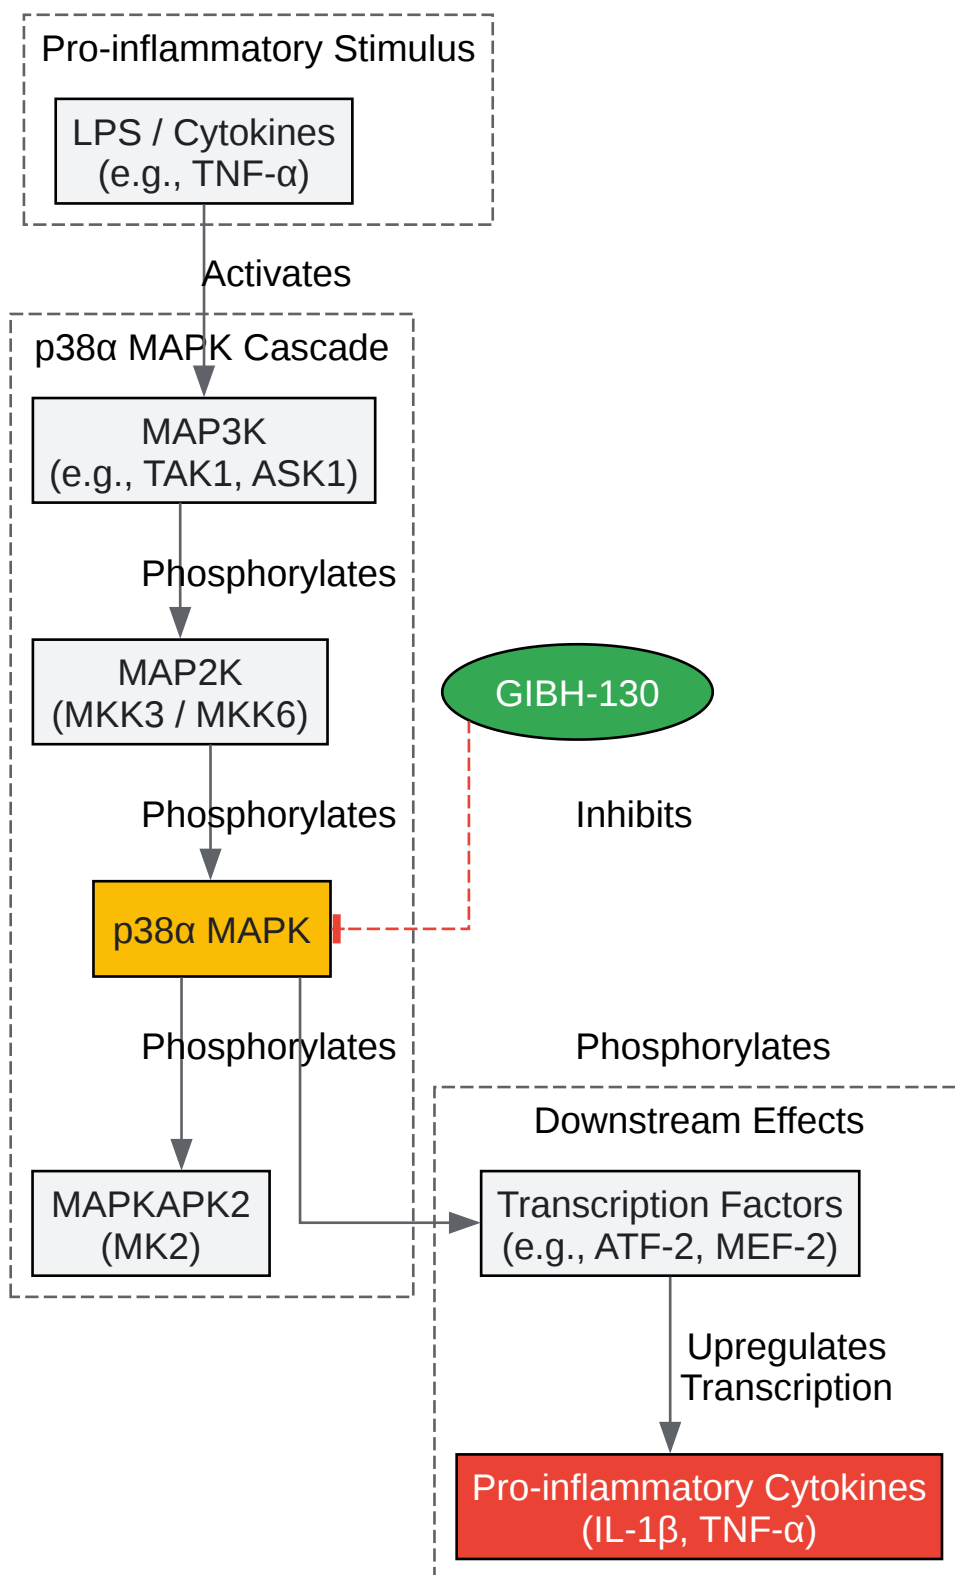 Pro-inflammatory Stimulus
LPS / Cytokines
(e.g., TNF-α)
Activates
p38α MAPK Cascade
MAP3K
(e.g., TAK1, ASK1)
Phosphorylates
MAP2K
(MKK3 / MKK6)
GIBH-130
Phosphorylates
Inhibits
p38α MAPK
Phosphorylates
Phosphorylates
Downstream Effects
MAPKAPK2
(MK2)
Transcription Factors
(e.g., ATF-2, MEF-2)
Upregulates
Transcription
Pro-inflammatory Cytokines
(IL-1β, TNF-α)